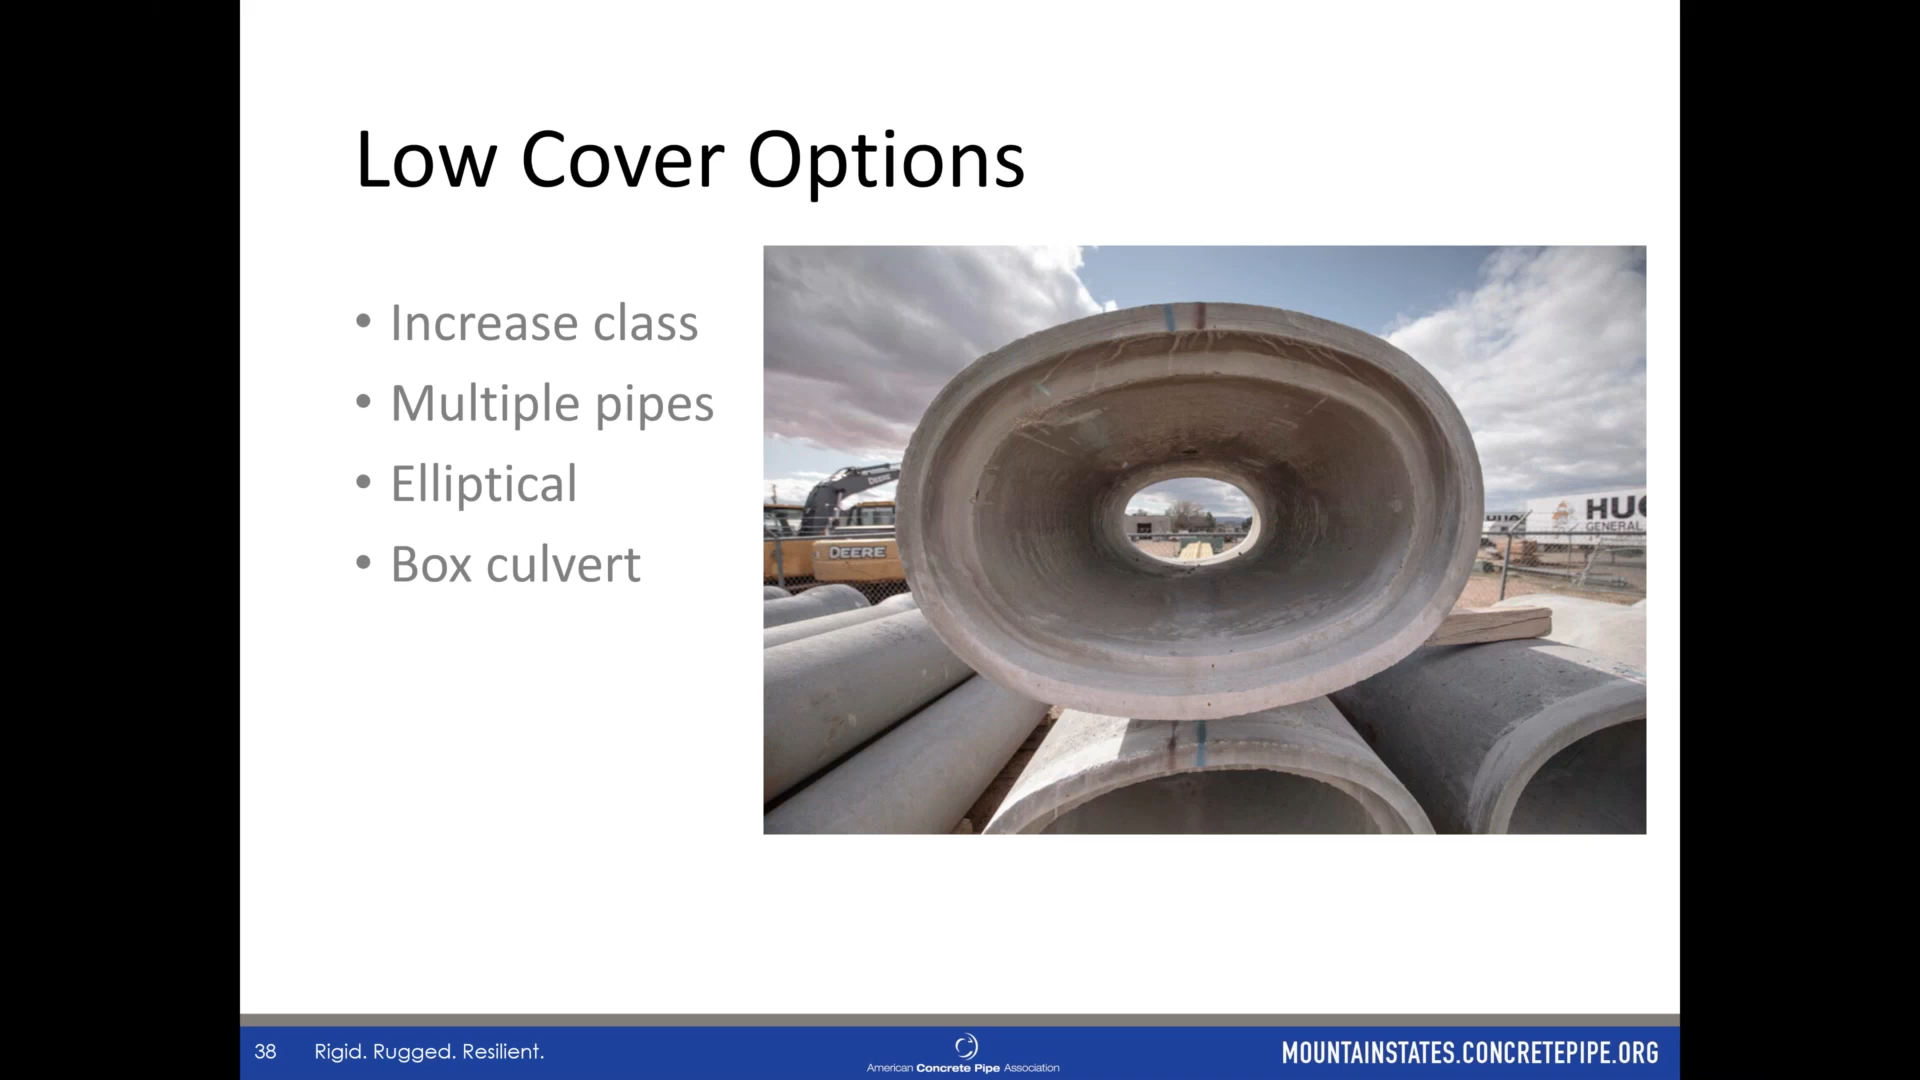 Low Cover Options
• Increase class
• Multiple pipes
• Elliptical
• Box culvert
DEERE
DEERE
HUG
GENERAL
38
Rigid. Rugged. Resilient.
American Concrete Pipe Association
MOUNTAINSTATES.CONCRETEPIPE.ORG